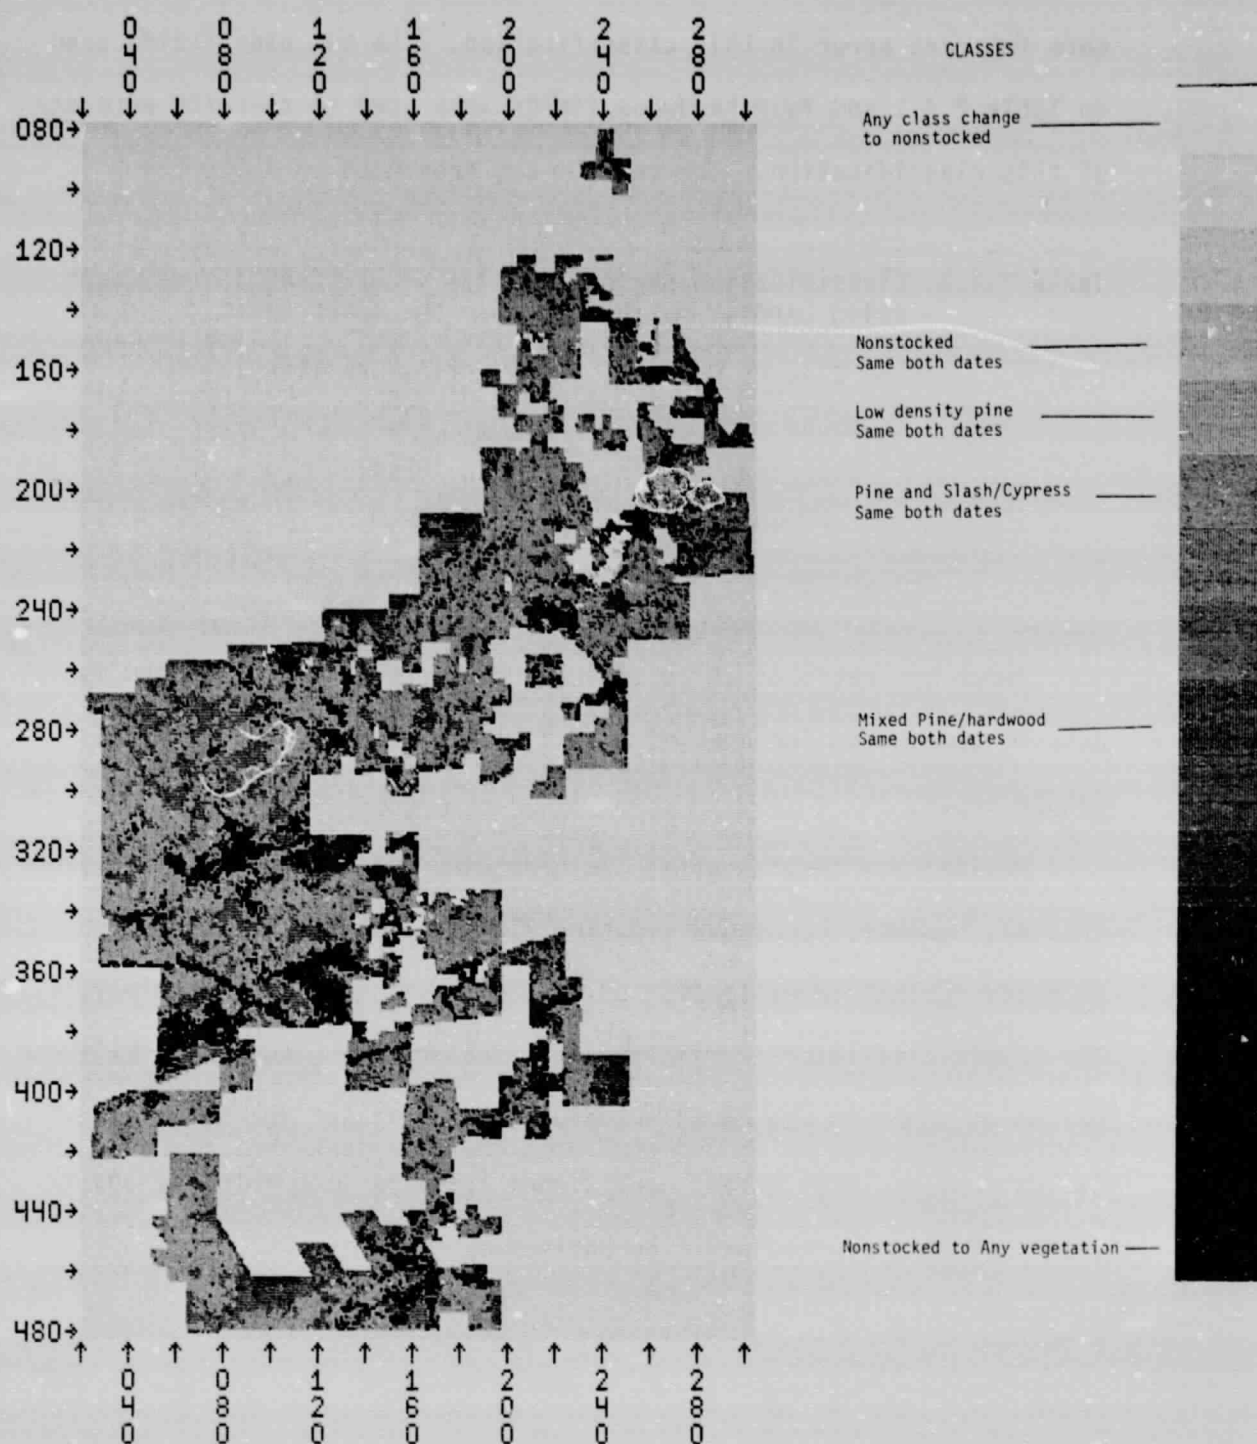 040 080 120 160 200 240 280
CLASSES
080
Any class change
to nonstocked
120
Nonstocked
Same both dates
160
Low density pine
Same both dates
200
Pine and Slash/Cypress
Same both dates
240
280
Mixed Pine/hardwood
Same both dates
320
360
400
440
Nonstocked to Any vegetation
480
040 080 120 160 200 240 280